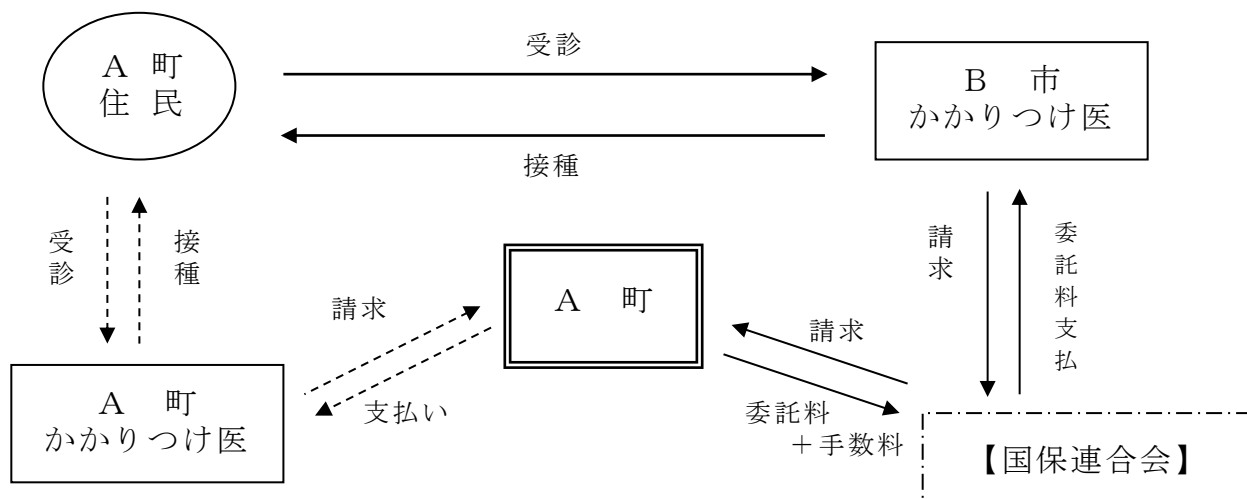 A 町
住 民
受診
接種
B 市
かかりつけ医
受診
接種
請求
委託料支払
A 町
請求
支払い
請求
委託料
＋手数料
A 町
かかりつけ医
【国保連合会】